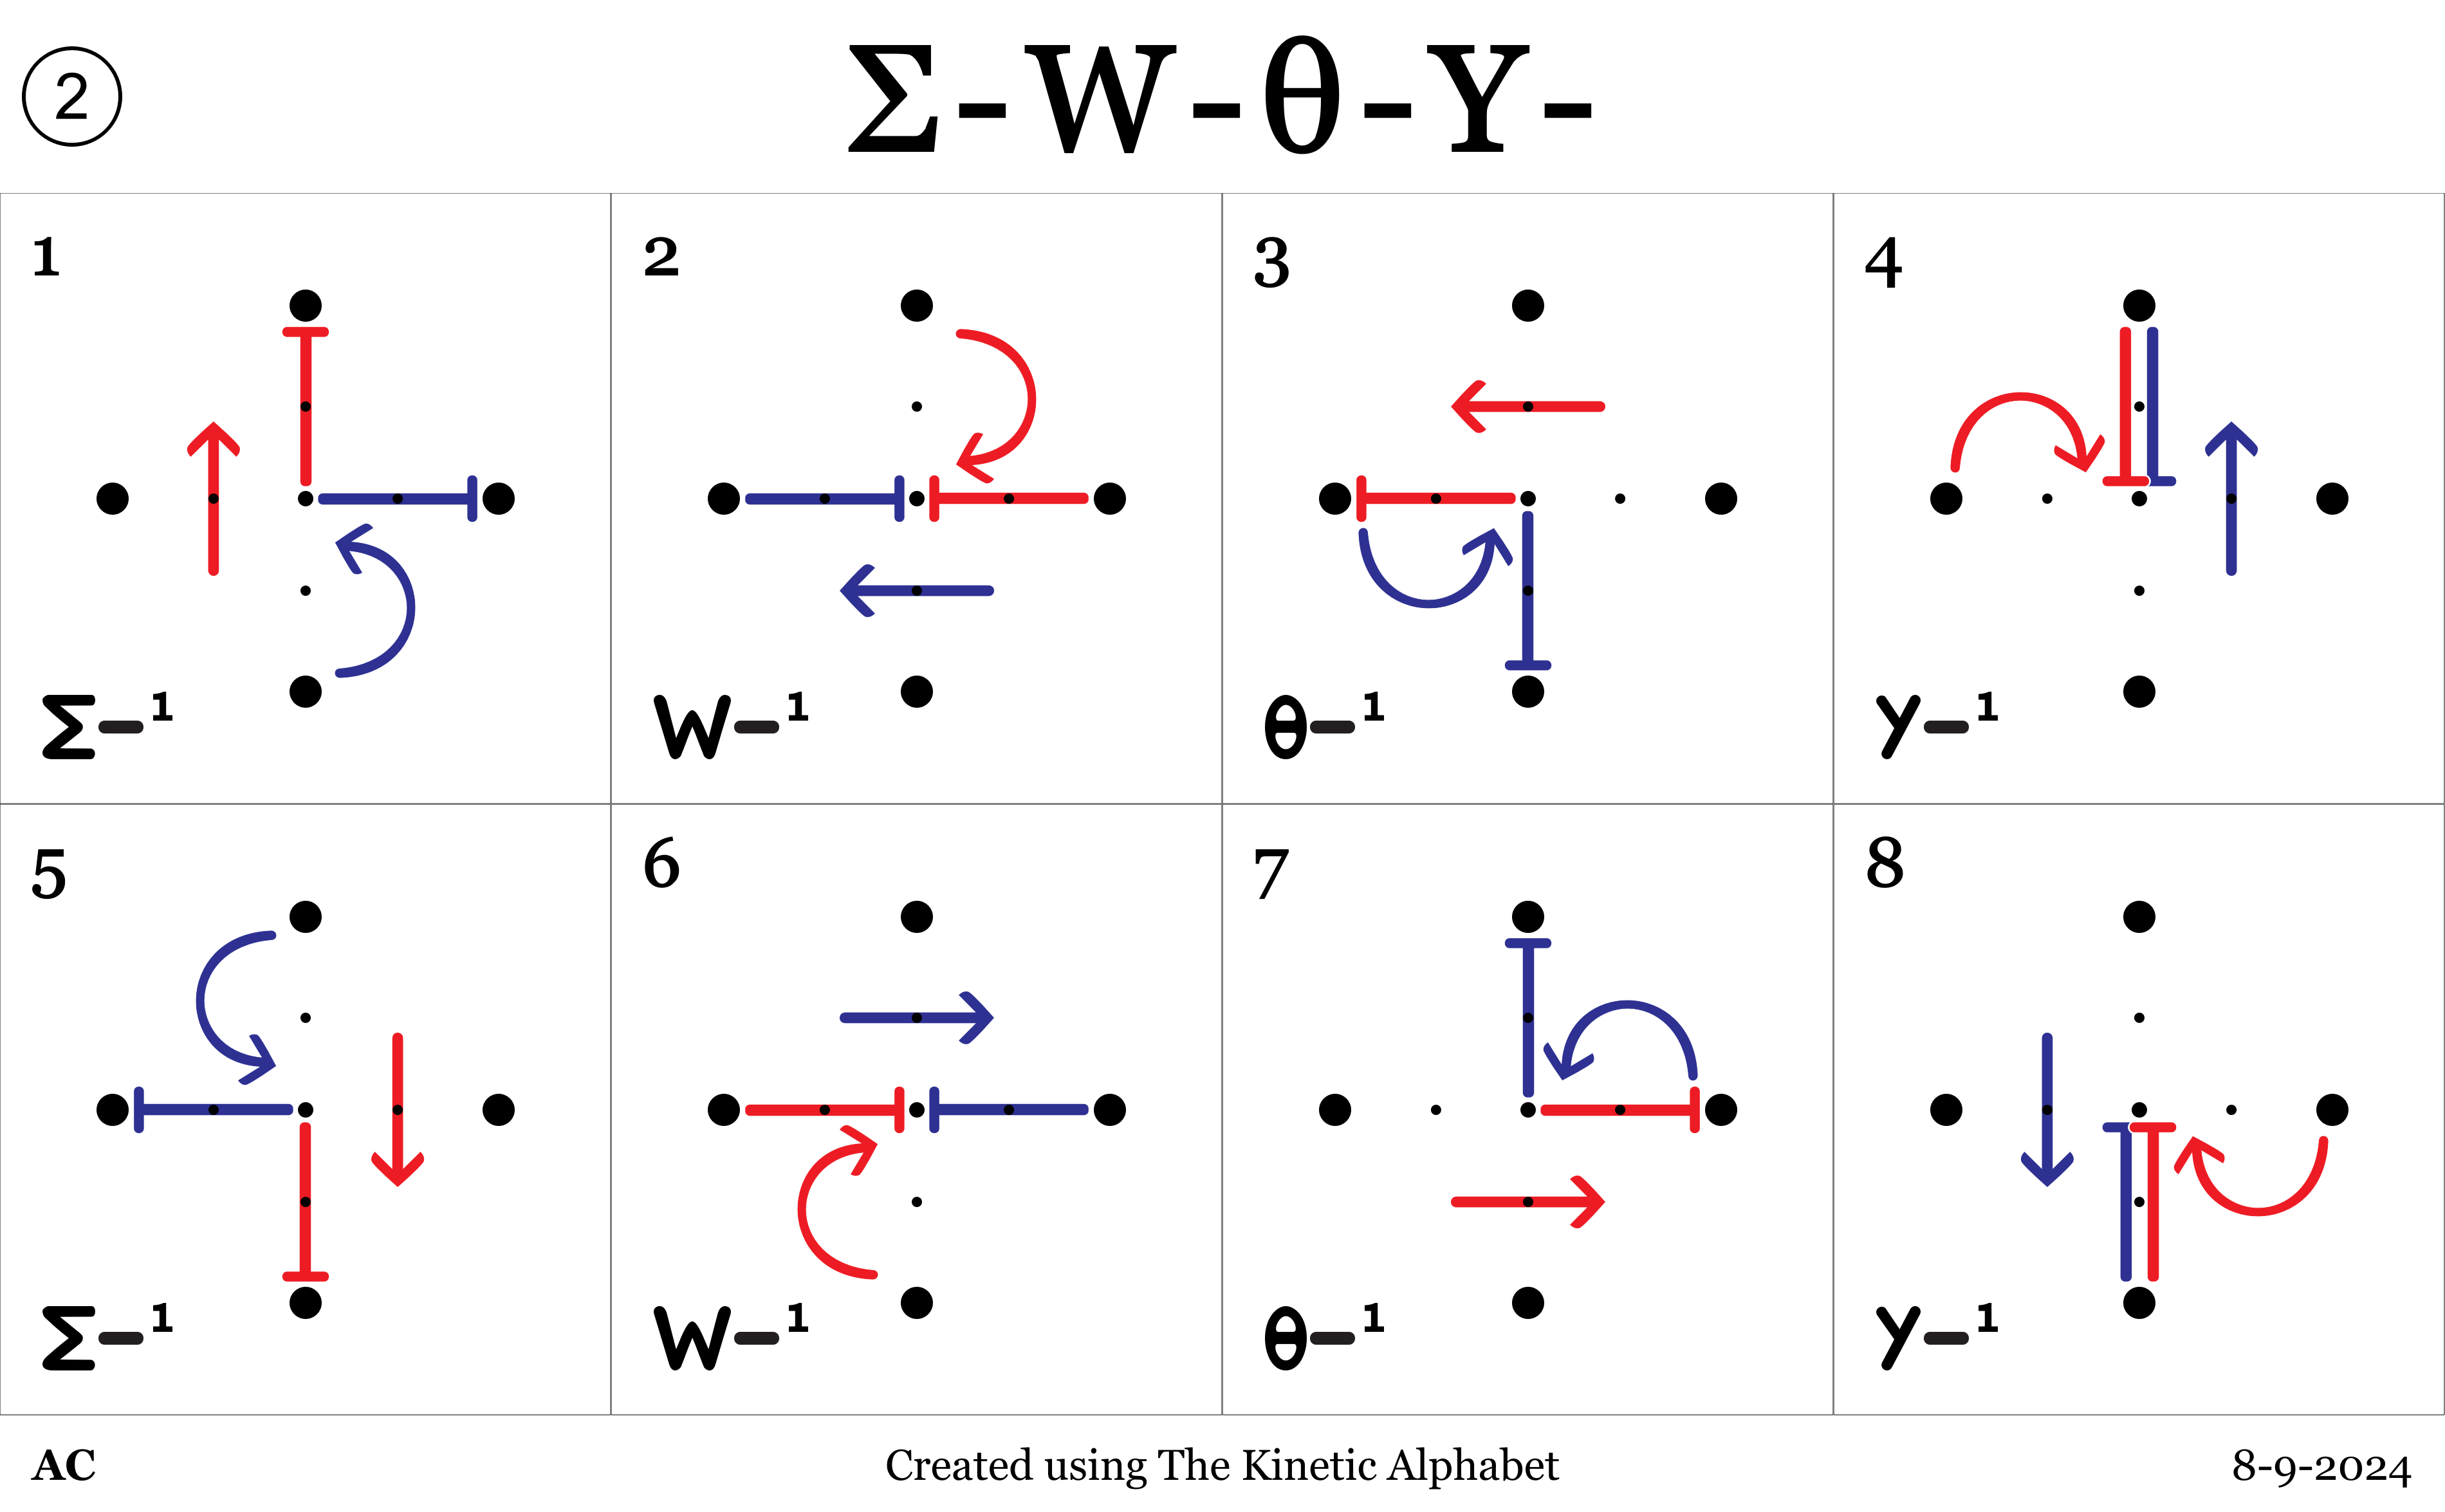 2
Σ-W-θ-Y-
1
2
3
4
Σ-¹
W-¹
θ-¹
Y-¹
5
6
7
8
Σ-¹
W-¹
θ-¹
Y-¹
AC
Created using The Kinetic Alphabet
8-9-2024